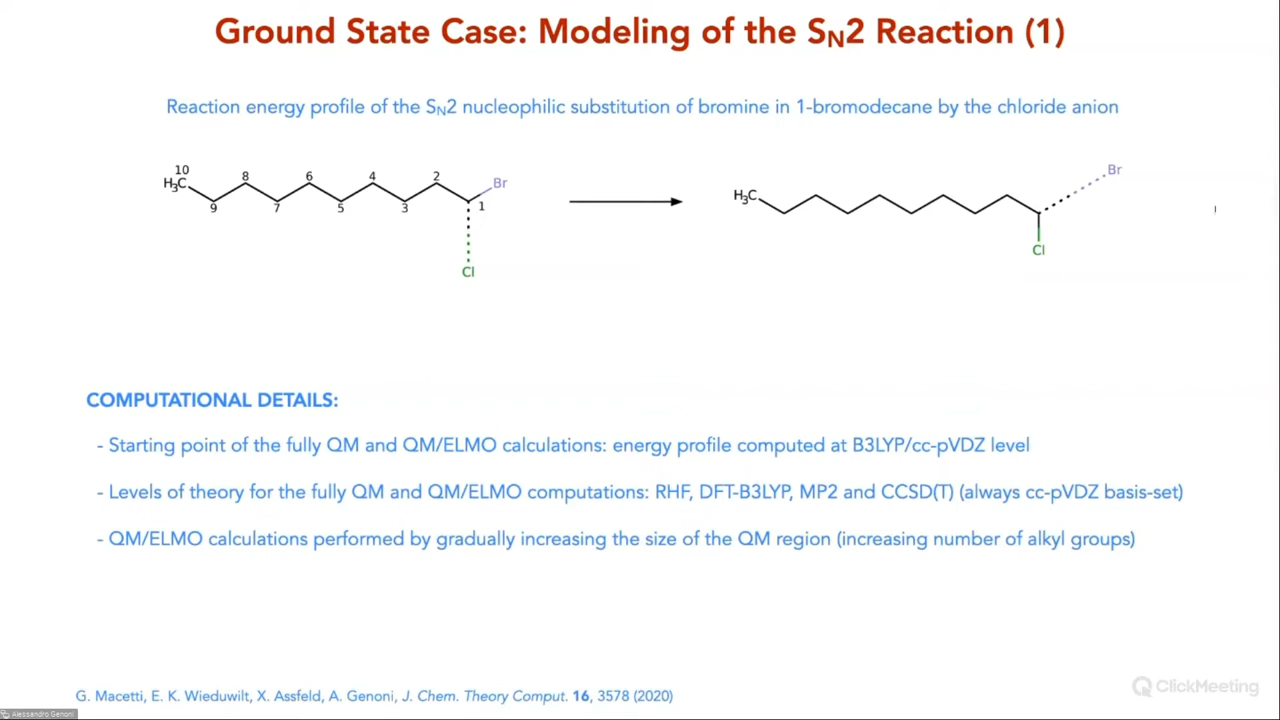 Ground State Case: Modeling of the SN2 Reaction (1)
Reaction energy profile of the SN2 nucleophilic substitution of bromine in 1-bromodecane by the chloride anion
10
H3C
8
6
4
2
Br
9
7
5
3
1
Cl
H3C
Br
Cl
COMPUTATIONAL DETAILS:
- Starting point of the fully QM and QM/ELMO calculations: energy profile computed at B3LYP/cc-pVDZ level
- Levels of theory for the fully QM and QM/ELMO computations: RHF, DFT-B3LYP, MP2 and CCSD(T) (always cc-pVDZ basis-set)
- QM/ELMO calculations performed by gradually increasing the size of the QM region (increasing number of alkyl groups)
G. Macetti, E. K. Wieduwilt, X. Assfeld, A. Genoni, J. Chem. Theory Comput. 16, 3578 (2020)
ClickMeeting
Alessandro Genoni